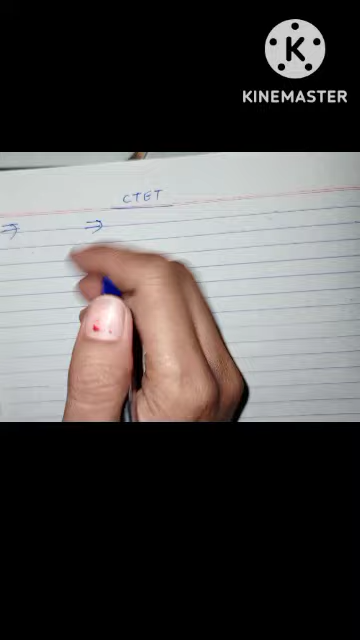 K
KINEMASTER
CTET
⇒ ⇒